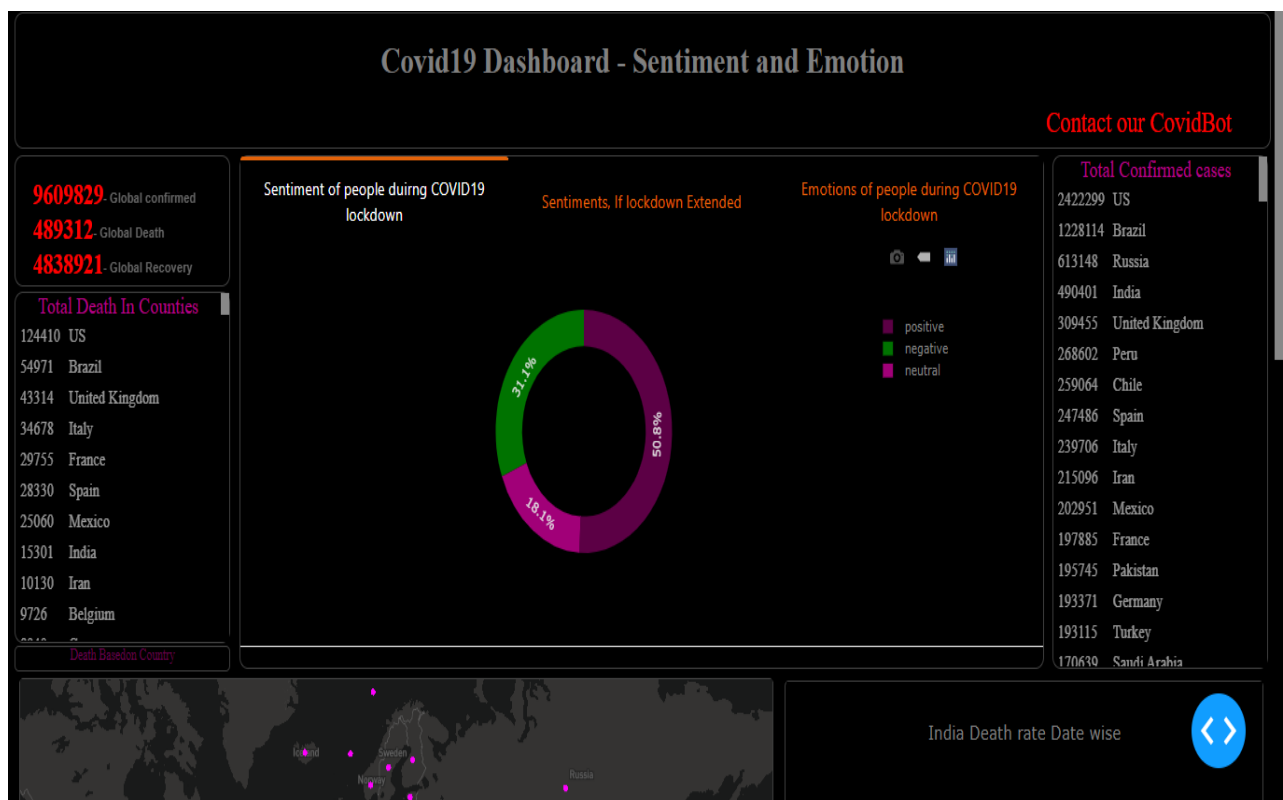 Covid19 Dashboard - Sentiment and Emotion
Contact our CovidBot
9609829- Global confirmed
489312- Global Death
4838921- Global Recovery
Total Death In Counties
124410 US
54971 Brazil
43314 United Kingdom
34678 Italy
29755 France
28330 Spain
25060 Mexico
15301 India
10130 Iran
9726 Belgium
Death Basedon Country
Sentiment of people duirng COVID19
lockdown
Sentiments, If lockdown Extended
Emotions of people during COVID19
lockdown
positive
negative
neutral
31.1%
50.8%
18.1%
Total Confirmed cases
2422299 US
1228114 Brazil
613148 Russia
490401 India
309455 United Kingdom
268602 Peru
259064 Chile
247486 Spain
239706 Italy
215096 Iran
202951 Mexico
197885 France
195745 Pakistan
193371 Germany
193115 Turkey
170639 Saudi Arabia
Iceland
Sweden
Norway
Russia
India Death rate Date wise